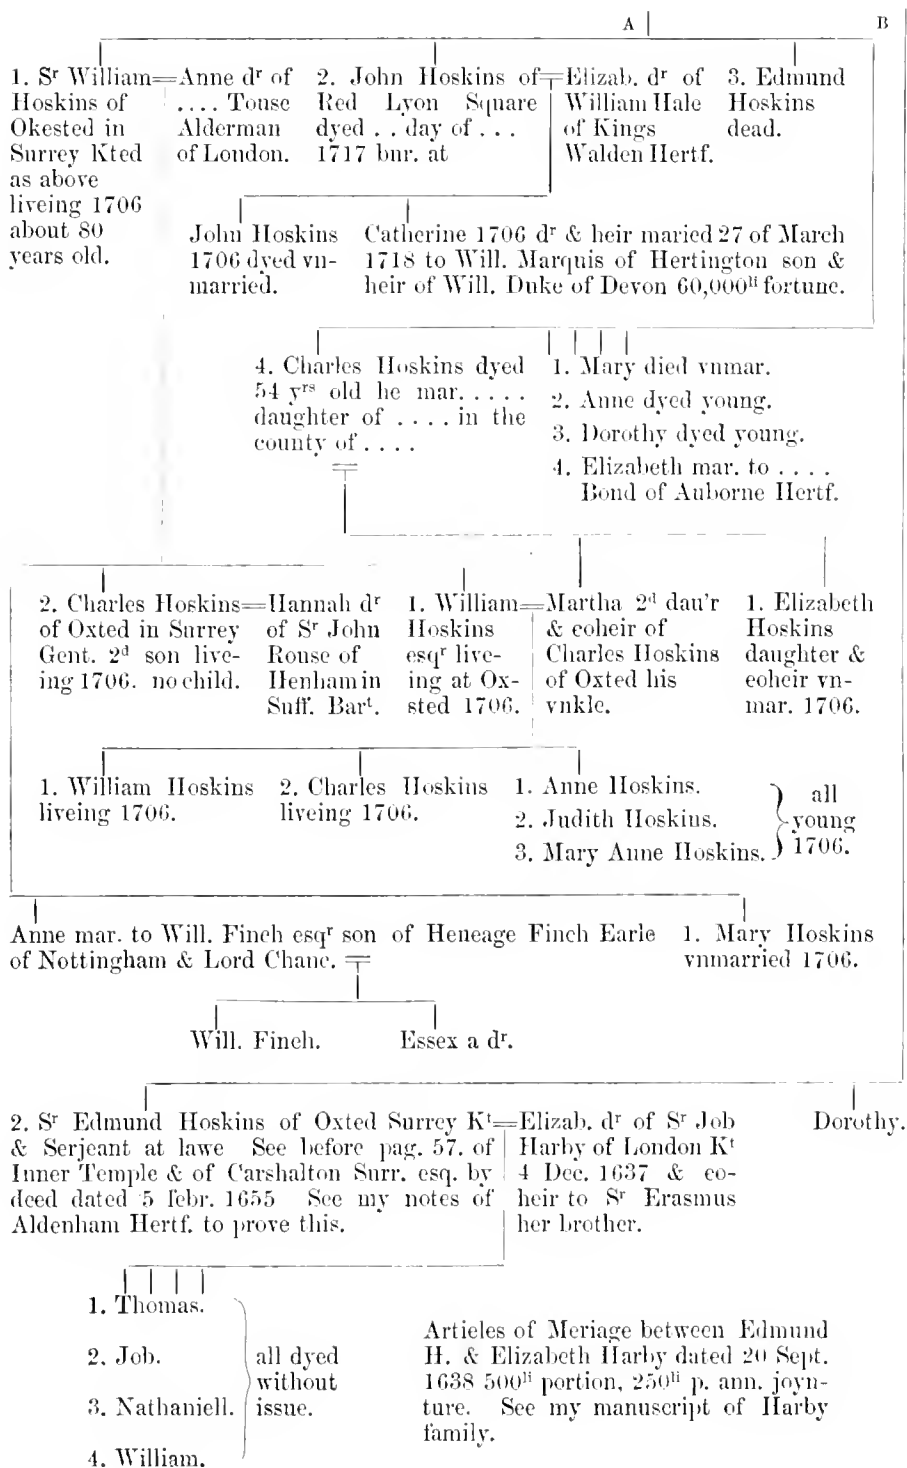 A B
1. Sʳ William=Anne dʳ of 2. John Hoskins of=Elizab. dʳ of 3. Edmund
Hoskins of .... Touse Red Lyon Square William Hale Hoskins
Okested in Alderman dyed . . day of . . . of Kings dead.
Surrey Kted of London. 1717 bur. at Walden Hertf.
as above
liveing 1706
about 80
years old.
John Hoskins Catherine 1706 dʳ & heir maried 27 of March
1706 dyed vn- 1718 to Will. Marquis of Hertington son &
married. heir of Will. Duke of Devon 60,000ˡⁱ fortune.
4. Charles Hoskins dyed 1. Mary died vnmar.
54 yʳˢ old he mar. . . . . . 2. Anne dyed young.
daughter of . . . . in the 3. Dorothy dyed young.
county of . . . . 4. Elizabeth mar. to . . . .
Bond of Auborne Hertf.
2. Charles Hoskins=Hannah dʳ 1. William=Martha 2ᵈ dau'r 1. Elizabeth
of Oxted in Surrey of Sʳ John Hoskins & coheir of Hoskins
Gent. 2ᵈ son live- Rouse of esqʳ live- Charles Hoskins daughter &
ing 1706. no child. Henham in ing at Ox- of Oxted his coheir vn-
Suff. Barᵗ. sted 1706. vnkle. mar. 1706.
1. William Hoskins 2. Charles Hoskins 1. Anne Hoskins. all
liveing 1706. liveing 1706. 2. Judith Hoskins. young
3. Mary Anne Hoskins. 1706.
Anne mar. to Will. Finch esqʳ son of Heneage Finch Earle 1. Mary Hoskins
of Nottingham & Lord Chanc. vnmarried 1706.
Will. Finch. Essex a dʳ.
2. Sʳ Edmund Hoskins of Oxted Surrey Kᵗ=Elizab. dʳ of Sʳ Job Dorothy.
& Serjeant at lawe See before pag. 57. of Harby of London Kᵗ
Inner Temple & of Carshalton Surr. esq. by 4 Dec. 1637 & co-
deed dated 5 febr. 1655 See my notes of heir to Sʳ Erasmus
Aldenham Hertf. to prove this. her brother.
1. Thomas.
2. Job. all dyed
3. Nathaniell. without
4. William. issue.
Articles of Meriage between Edmund
H. & Elizabeth Harby dated 20 Sept.
1638 500ˡⁱ portion, 250ˡⁱ p. ann. joyn-
ture. See my manuscript of Harby
family.